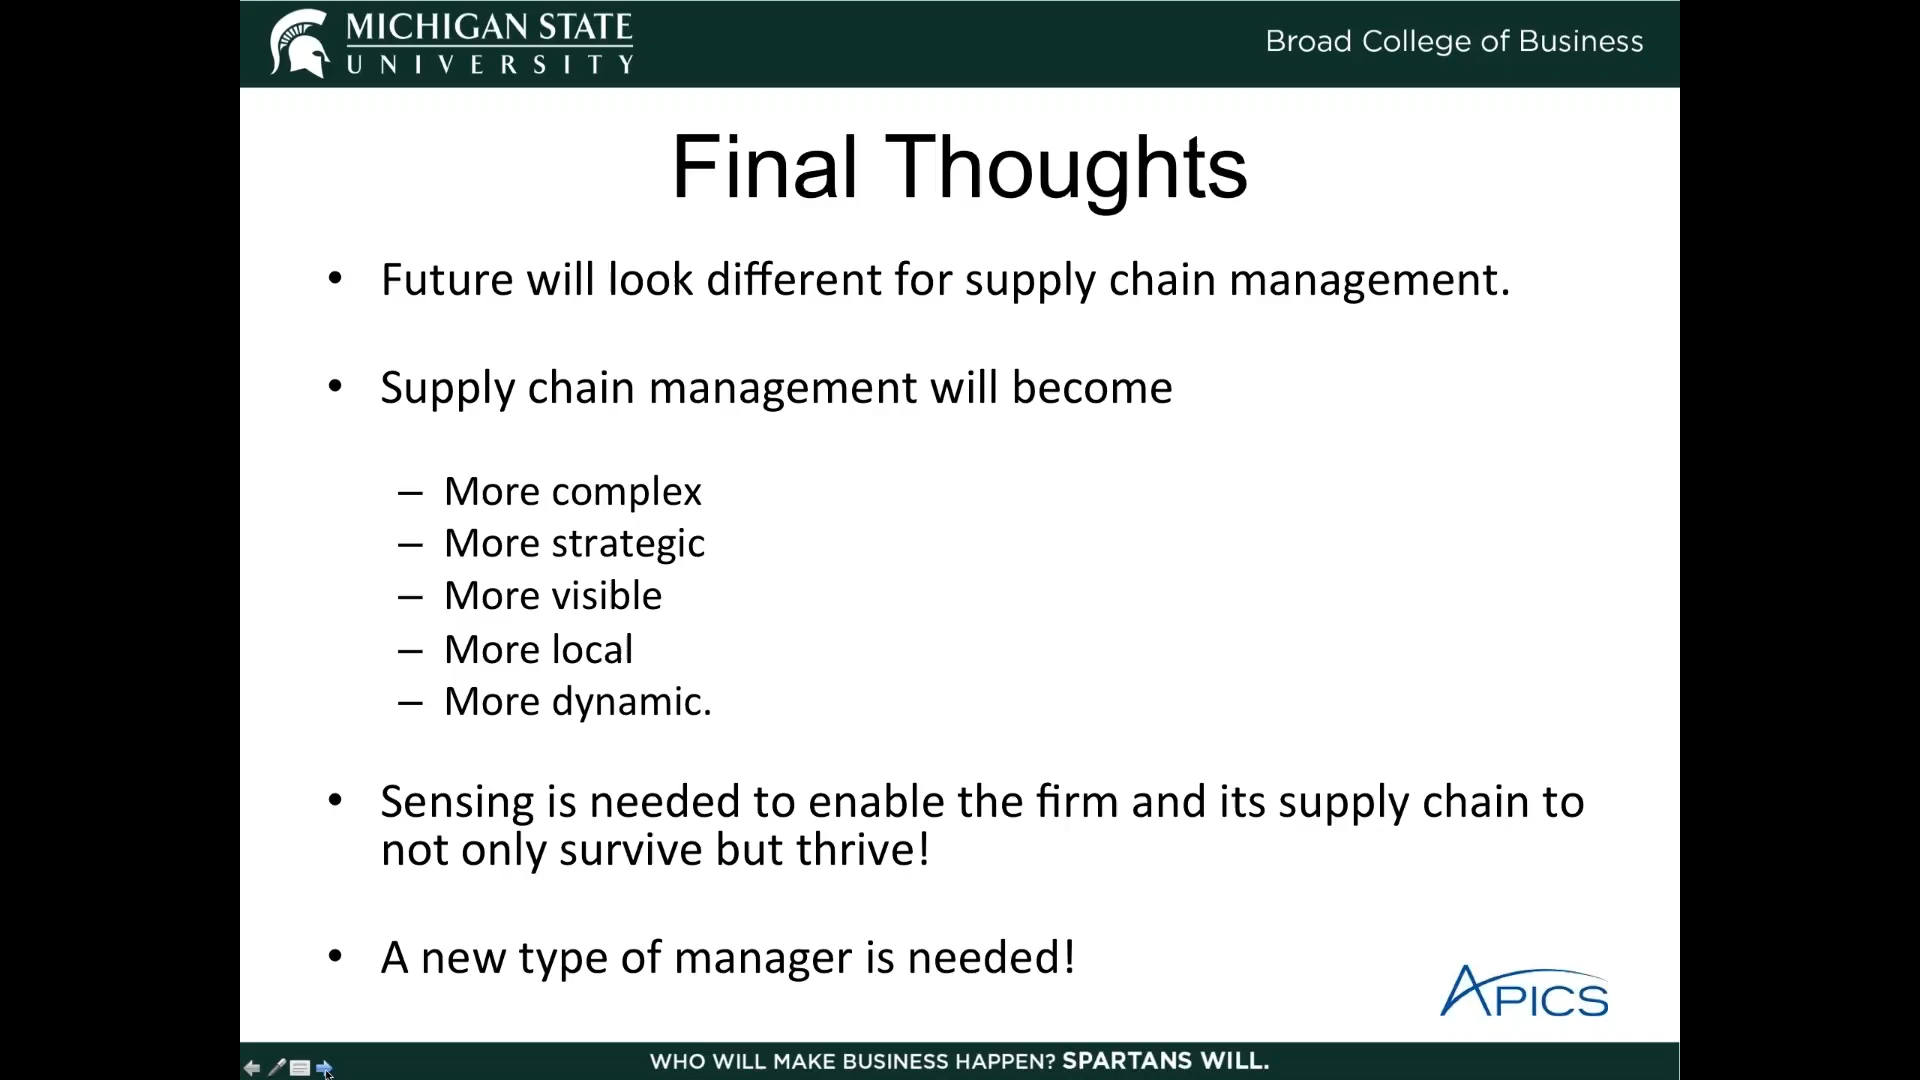 MICHIGAN STATE
UNIVERSITY
Broad College of Business
Final Thoughts
• Future will look different for supply chain management.
• Supply chain management will become
– More complex
– More strategic
– More visible
– More local
– More dynamic.
• Sensing is needed to enable the firm and its supply chain to
not only survive but thrive!
• A new type of manager is needed!
APICS
WHO WILL MAKE BUSINESS HAPPEN? SPARTANS WILL.